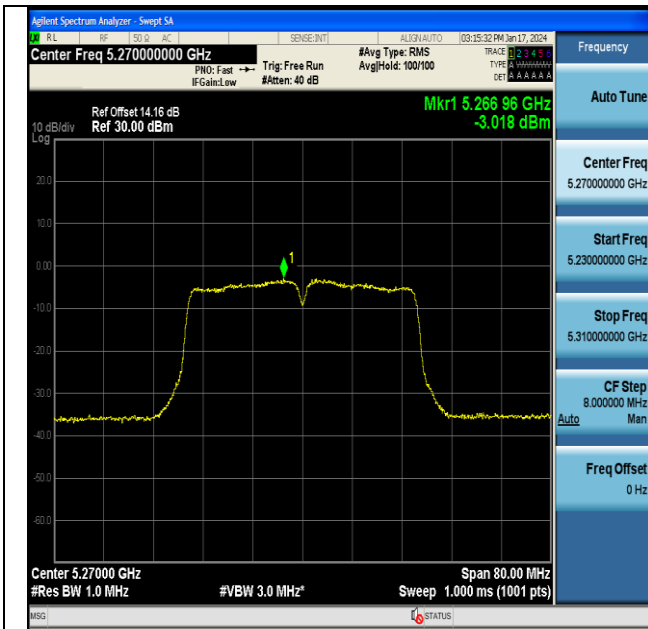 Agilent Spectrum Analyzer - Swept SA
LXI RL RF 50 Ω AC SENSE:INT ALIGNAUTO 03:15:32 PM Jan 17, 2024
Center Freq 5.270000000 GHz
PNO: Fast
IFGain:Low
Trig: Free Run
#Atten: 40 dB
#Avg Type: RMS
Avg|Hold: 100/100
TRACE 1 2 3 4 5 6
TYPE A
DET A A A A A A
Ref Offset 14.16 dB
10 dB/div Ref 30.00 dBm
Log
Mkr1 5.266 96 GHz
-3.018 dBm
20.0
10.0
0.00
-10.0
-20.0
-30.0
-40.0
-50.0
-60.0
1
Center 5.27000 GHz Span 80.00 MHz
#Res BW 1.0 MHz #VBW 3.0 MHz* Sweep 1.000 ms (1001 pts)
MSG STATUS
Frequency
Auto Tune
Center Freq
5.270000000 GHz
Start Freq
5.230000000 GHz
Stop Freq
5.310000000 GHz
CF Step
8.000000 MHz
Auto Man
Freq Offset
0 Hz